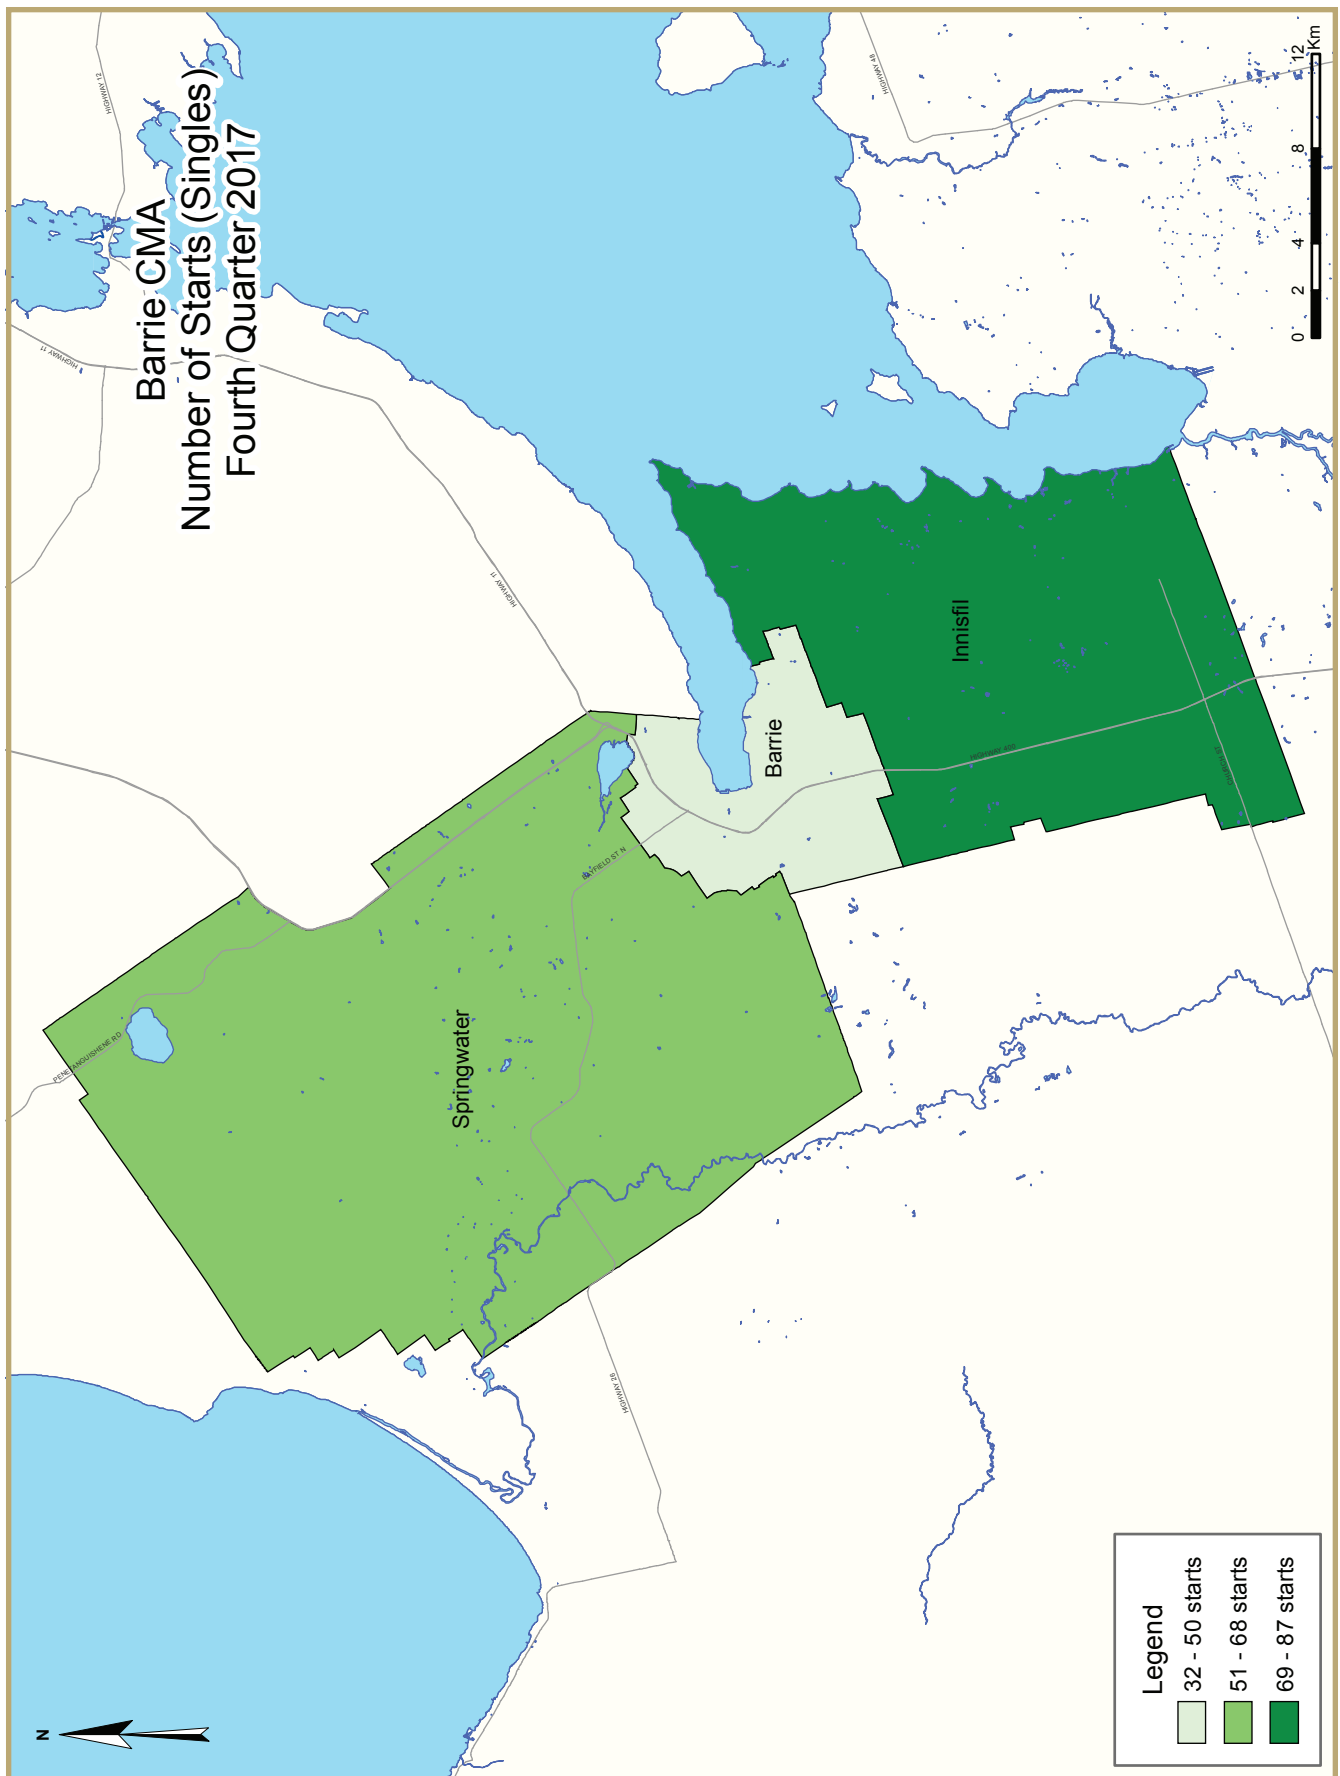 Barrie CMA
Number of Starts (Singles)
Fourth Quarter 2017
N
HIGHWAY 12
HIGHWAY 11
HIGHWAY 48
HIGHWAY 11
PENETANGUISHENE RD
Springwater
BAYFIELD ST N
Barrie
Innisfil
HIGHWAY 400
HIGHWAY 26
Legend
32 - 50 starts
51 - 68 starts
69 - 87 starts
0 2 4 8 12
Km